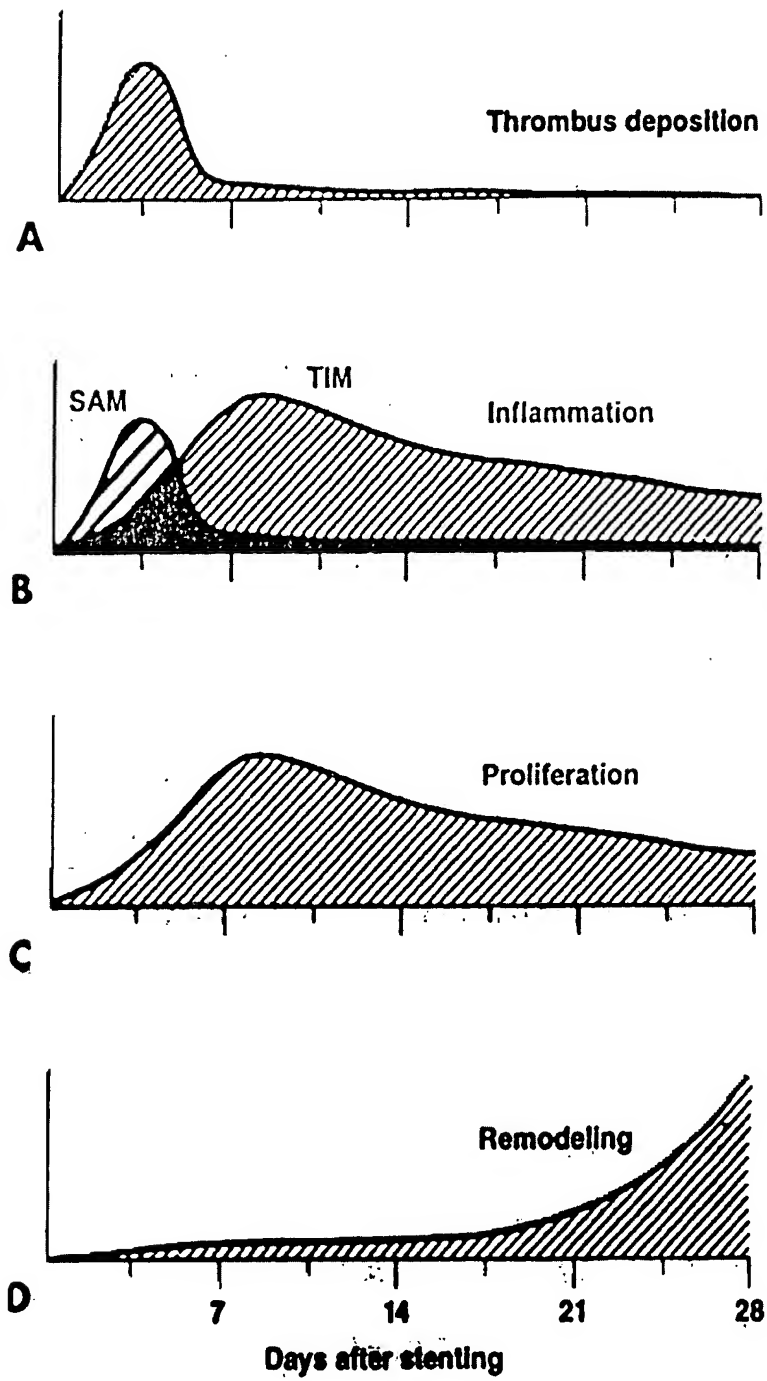 Thrombus deposition
A
SAM
TIM
Inflammation
B
Proliferation
C
Remodeling
D
7 14 21 28
Days after stenting